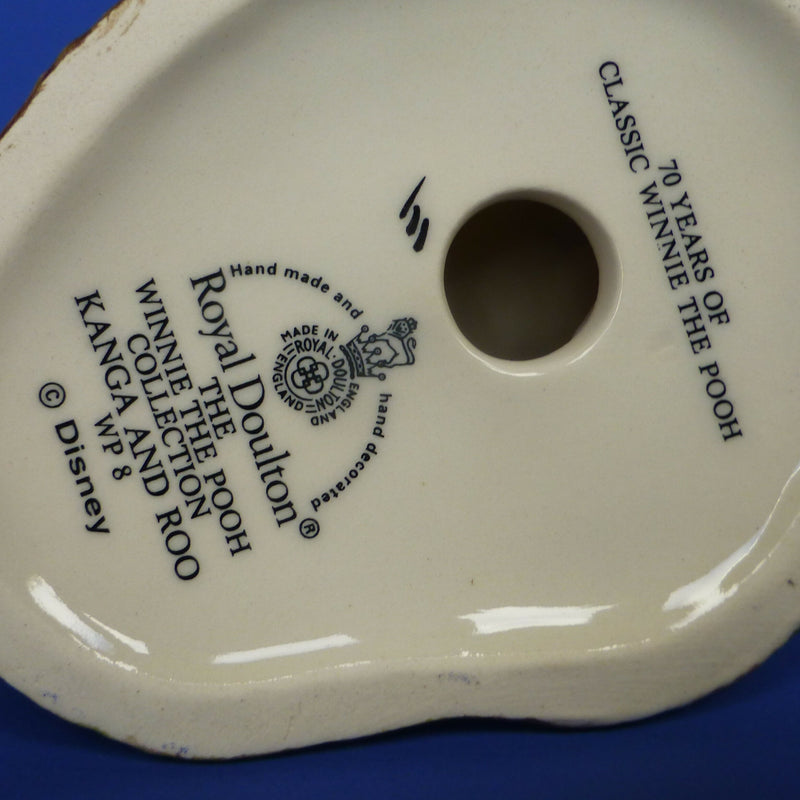 70 YEARS OF
CLASSIC WINNIE THE POOH
Hand made and
hand decorated
MADE IN
ENGLAND
ROYAL · DOULTON
ENGLAND
Royal Doulton®
THE
WINNIE THE POOH
COLLECTION
KANGA AND ROO
WP 8
© Disney